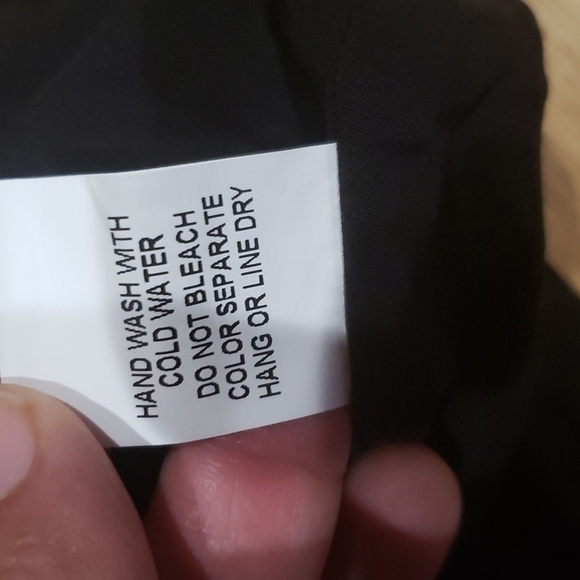 HAND WASH WITH
COLD WATER
DO NOT BLEACH
COLOR SEPARATE
HANG OR LINE DRY